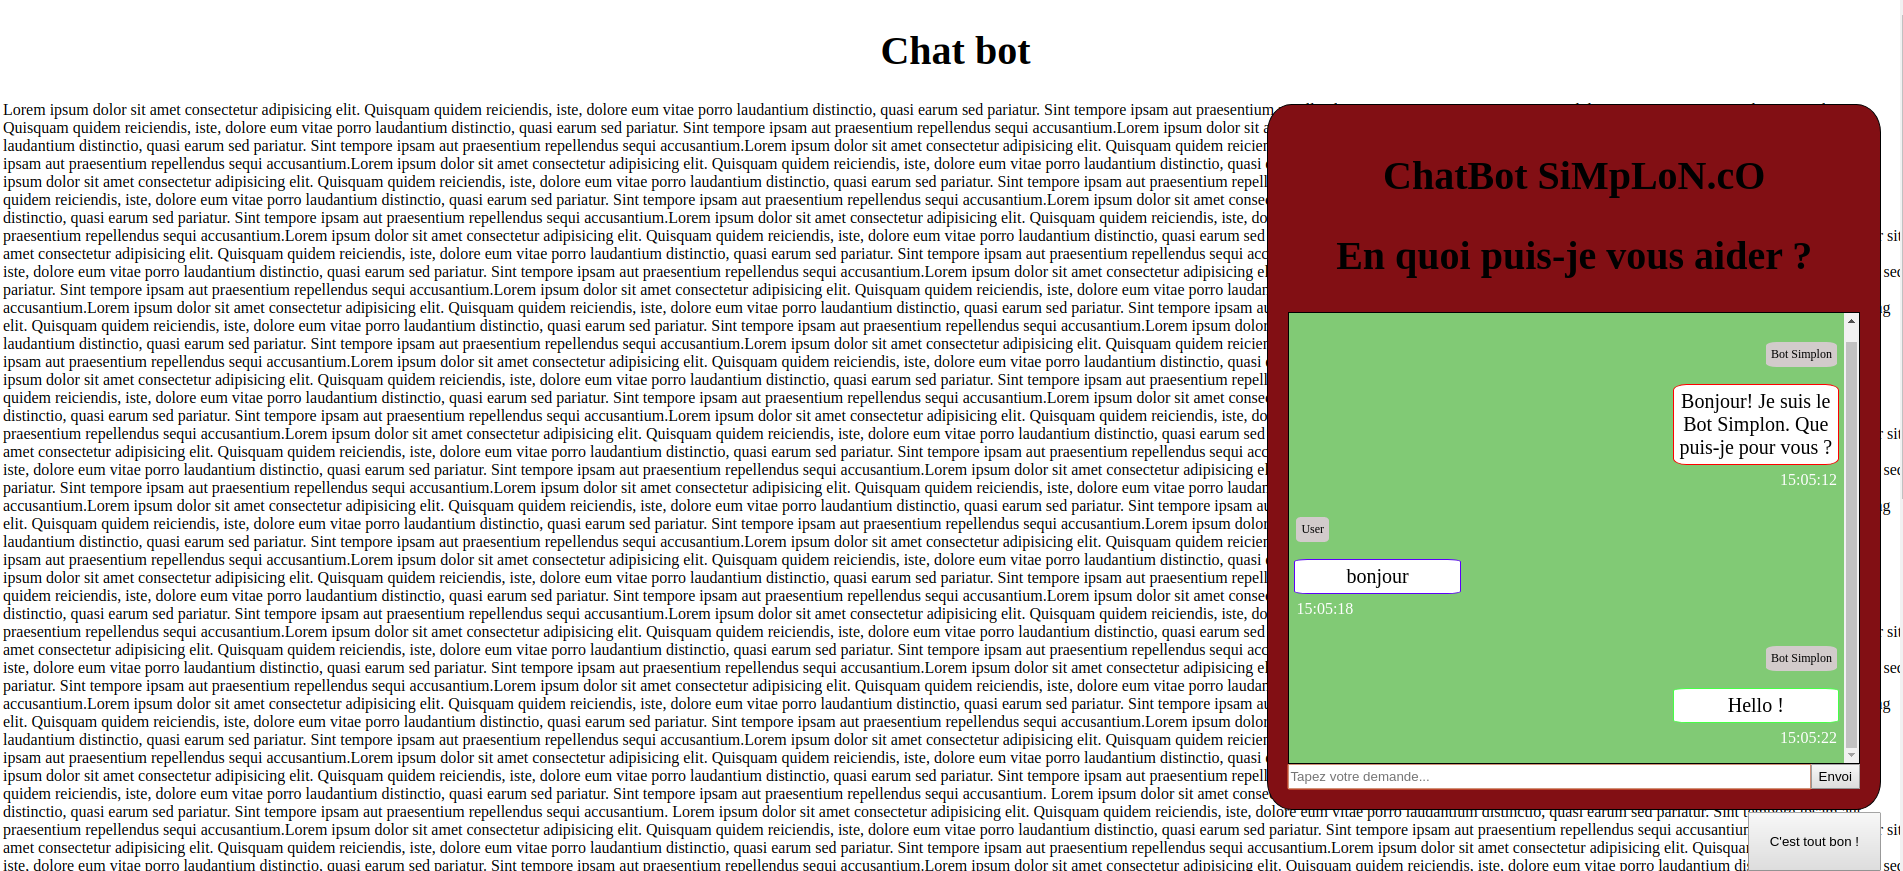 Chat bot
Lorem ipsum dolor sit amet consectetur adipisicing elit. Quisquam quidem reiciendis, iste, dolore eum vitae porro laudantium distinctio, quasi earum sed pariatur. Sint tempore ipsam aut praesentium
Quisquam quidem reiciendis, iste, dolore eum vitae porro laudantium distinctio, quasi earum sed pariatur. Sint tempore ipsam aut praesentium repellendus sequi accusantium.Lorem ipsum dolor sit a
laudantium distinctio, quasi earum sed pariatur. Sint tempore ipsam aut praesentium repellendus sequi accusantium.Lorem ipsum dolor sit amet consectetur adipisicing elit. Quisquam quidem reicien
ipsam aut praesentium repellendus sequi accusantium.Lorem ipsum dolor sit amet consectetur adipisicing elit. Quisquam quidem reiciendis, iste, dolore eum vitae porro laudantium distinctio, quasi
ipsum dolor sit amet consectetur adipisicing elit. Quisquam quidem reiciendis, iste, dolore eum vitae porro laudantium distinctio, quasi earum sed pariatur. Sint tempore ipsam aut praesentium repell
quidem reiciendis, iste, dolore eum vitae porro laudantium distinctio, quasi earum sed pariatur. Sint tempore ipsam aut praesentium repellendus sequi accusantium.Lorem ipsum dolor sit amet conse
distinctio, quasi earum sed pariatur. Sint tempore ipsam aut praesentium repellendus sequi accusantium.Lorem ipsum dolor sit amet consectetur adipisicing elit. Quisquam quidem reiciendis, iste, do
praesentium repellendus sequi accusantium.Lorem ipsum dolor sit amet consectetur adipisicing elit. Quisquam quidem reiciendis, iste, dolore eum vitae porro laudantium distinctio, quasi earum sed
amet consectetur adipisicing elit. Quisquam quidem reiciendis, iste, dolore eum vitae porro laudantium distinctio, quasi earum sed pariatur. Sint tempore ipsam aut praesentium repellendus sequi acc
iste, dolore eum vitae porro laudantium distinctio, quasi earum sed pariatur. Sint tempore ipsam aut praesentium repellendus sequi accusantium.Lorem ipsum dolor sit amet consectetur adipisicing el
pariatur. Sint tempore ipsam aut praesentium repellendus sequi accusantium.Lorem ipsum dolor sit amet consectetur adipisicing elit. Quisquam quidem reiciendis, iste, dolore eum vitae porro laudan
accusantium.Lorem ipsum dolor sit amet consectetur adipisicing elit. Quisquam quidem reiciendis, iste, dolore eum vitae porro laudantium distinctio, quasi earum sed pariatur. Sint tempore ipsam au
elit. Quisquam quidem reiciendis, iste, dolore eum vitae porro laudantium distinctio, quasi earum sed pariatur. Sint tempore ipsam aut praesentium repellendus sequi accusantium.Lorem ipsum dolor
laudantium distinctio, quasi earum sed pariatur. Sint tempore ipsam aut praesentium repellendus sequi accusantium.Lorem ipsum dolor sit amet consectetur adipisicing elit. Quisquam quidem reicien
ipsam aut praesentium repellendus sequi accusantium.Lorem ipsum dolor sit amet consectetur adipisicing elit. Quisquam quidem reiciendis, iste, dolore eum vitae porro laudantium distinctio, quasi
ipsum dolor sit amet consectetur adipisicing elit. Quisquam quidem reiciendis, iste, dolore eum vitae porro laudantium distinctio, quasi earum sed pariatur. Sint tempore ipsam aut praesentium repell
quidem reiciendis, iste, dolore eum vitae porro laudantium distinctio, quasi earum sed pariatur. Sint tempore ipsam aut praesentium repellendus sequi accusantium.Lorem ipsum dolor sit amet conse
distinctio, quasi earum sed pariatur. Sint tempore ipsam aut praesentium repellendus sequi accusantium.Lorem ipsum dolor sit amet consectetur adipisicing elit. Quisquam quidem reiciendis, iste, do
praesentium repellendus sequi accusantium.Lorem ipsum dolor sit amet consectetur adipisicing elit. Quisquam quidem reiciendis, iste, dolore eum vitae porro laudantium distinctio, quasi earum sed
amet consectetur adipisicing elit. Quisquam quidem reiciendis, iste, dolore eum vitae porro laudantium distinctio, quasi earum sed pariatur. Sint tempore ipsam aut praesentium repellendus sequi acc
iste, dolore eum vitae porro laudantium distinctio, quasi earum sed pariatur. Sint tempore ipsam aut praesentium repellendus sequi accusantium.Lorem ipsum dolor sit amet consectetur adipisicing el
pariatur. Sint tempore ipsam aut praesentium repellendus sequi accusantium.Lorem ipsum dolor sit amet consectetur adipisicing elit. Quisquam quidem reiciendis, iste, dolore eum vitae porro laudan
accusantium.Lorem ipsum dolor sit amet consectetur adipisicing elit. Quisquam quidem reiciendis, iste, dolore eum vitae porro laudantium distinctio, quasi earum sed pariatur. Sint tempore ipsam au
elit. Quisquam quidem reiciendis, iste, dolore eum vitae porro laudantium distinctio, quasi earum sed pariatur. Sint tempore ipsam aut praesentium repellendus sequi accusantium.Lorem ipsum dolor
laudantium distinctio, quasi earum sed pariatur. Sint tempore ipsam aut praesentium repellendus sequi accusantium.Lorem ipsum dolor sit amet consectetur adipisicing elit. Quisquam quidem reicien
ipsam aut praesentium repellendus sequi accusantium.Lorem ipsum dolor sit amet consectetur adipisicing elit. Quisquam quidem reiciendis, iste, dolore eum vitae porro laudantium distinctio, quasi
ipsum dolor sit amet consectetur adipisicing elit. Quisquam quidem reiciendis, iste, dolore eum vitae porro laudantium distinctio, quasi earum sed pariatur. Sint tempore ipsam aut praesentium repell
quidem reiciendis, iste, dolore eum vitae porro laudantium distinctio, quasi earum sed pariatur. Sint tempore ipsam aut praesentium repellendus sequi accusantium.Lorem ipsum dolor sit amet conse
distinctio, quasi earum sed pariatur. Sint tempore ipsam aut praesentium repellendus sequi accusantium.Lorem ipsum dolor sit amet consectetur adipisicing elit. Quisquam quidem reiciendis, iste, do
praesentium repellendus sequi accusantium.Lorem ipsum dolor sit amet consectetur adipisicing elit. Quisquam quidem reiciendis, iste, dolore eum vitae porro laudantium distinctio, quasi earum sed
amet consectetur adipisicing elit. Quisquam quidem reiciendis, iste, dolore eum vitae porro laudantium distinctio, quasi earum sed pariatur. Sint tempore ipsam aut praesentium repellendus sequi acc
iste, dolore eum vitae porro laudantium distinctio, quasi earum sed pariatur. Sint tempore ipsam aut praesentium repellendus sequi accusantium.Lorem ipsum dolor sit amet consectetur adipisicing el
pariatur. Sint tempore ipsam aut praesentium repellendus sequi accusantium.Lorem ipsum dolor sit amet consectetur adipisicing elit. Quisquam quidem reiciendis, iste, dolore eum vitae porro laudan
accusantium.Lorem ipsum dolor sit amet consectetur adipisicing elit. Quisquam quidem reiciendis, iste, dolore eum vitae porro laudantium distinctio, quasi earum sed pariatur. Sint tempore ipsam au
elit. Quisquam quidem reiciendis, iste, dolore eum vitae porro laudantium distinctio, quasi earum sed pariatur. Sint tempore ipsam aut praesentium repellendus sequi accusantium.Lorem ipsum dolor
laudantium distinctio, quasi earum sed pariatur. Sint tempore ipsam aut praesentium repellendus sequi accusantium.Lorem ipsum dolor sit amet consectetur adipisicing elit. Quisquam quidem reicien
ipsam aut praesentium repellendus sequi accusantium.Lorem ipsum dolor sit amet consectetur adipisicing elit. Quisquam quidem reiciendis, iste, dolore eum vitae porro laudantium distinctio, quasi
ipsum dolor sit amet consectetur adipisicing elit. Quisquam quidem reiciendis, iste, dolore eum vitae porro laudantium distinctio, quasi earum sed pariatur. Sint tempore ipsam aut praesentium repell
quidem reiciendis, iste, dolore eum vitae porro laudantium distinctio, quasi earum sed pariatur. Sint tempore ipsam aut praesentium repellendus sequi accusantium. Lorem ipsum dolor sit amet conse
distinctio, quasi earum sed pariatur. Sint tempore ipsam aut praesentium repellendus sequi accusantium. Lorem ipsum dolor sit amet consectetur adipisicing elit. Quisquam quidem reiciendis, iste, dolore eum vitae porro laudantium distinctio, quasi earum sed pariatur. Sint
praesentium repellendus sequi accusantium.Lorem ipsum dolor sit amet consectetur adipisicing elit. Quisquam quidem reiciendis, iste, dolore eum vitae porro laudantium distinctio, quasi earum sed pariatur. Sint tempore ipsam aut praesentium repellendus sequi accusantiun
amet consectetur adipisicing elit. Quisquam quidem reiciendis, iste, dolore eum vitae porro laudantium distinctio, quasi earum sed pariatur. Sint tempore ipsam aut praesentium repellendus sequi accusantium.Lorem ipsum dolor sit amet consectetur adipisicing elit. Quisqua
iste, dolore eum vitae porro laudantium distinctio, quasi earum sed pariatur. Sint tempore ipsam aut praesentium repellendus sequi accusantium.Lorem ipsum dolor sit amet consectetur adipisicing elit. Quisquam quidem reiciendis, iste, dolore eum vitae porro laudantium di
ChatBot SiMpLoN.cO
En quoi puis-je vous aider ?
Bot Simplon
Bonjour! Je suis le
Bot Simplon. Que
puis-je pour vous ?
15:05:12
User
bonjour
15:05:18
Bot Simplon
Hello !
15:05:22
Tapez votre demande... Envoi
C'est tout bon !